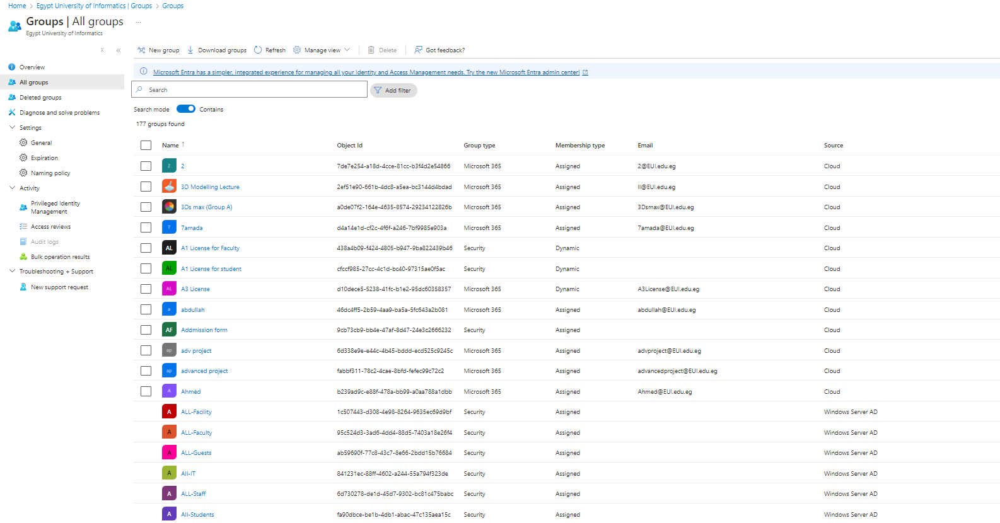 Home > Egypt University of Informatics | Groups > Groups
Groups | All groups ...
Egypt University of Informatics
New group Download groups Refresh Manage view Delete Got feedback?
Overview
All groups
Deleted groups
Diagnose and solve problems
Settings
General
Expiration
Naming policy
Activity
Privileged Identity
Management
Access reviews
Audit logs
Bulk operation results
Troubleshooting + Support
New support request
Microsoft Entra has a simpler, integrated experience for managing all your Identity and Access Management needs. Try the new Microsoft Entra admin center!
Search Add filter
Search mode Contains
177 groups found
Name ↑ Object Id Group type Membership type Email Source
2 2 7de7e254-a18d-4cce-81cc-b3f4d2e54866 Microsoft 365 Assigned 2@EUI.edu.eg Cloud
3D Modelling Lecture 2ef51e90-661b-4dc8-a5ea-bc3144d4bdad Microsoft 365 Assigned ll@EUI.edu.eg Cloud
3Ds max (Group A) a0de07f2-164e-4635-8574-29234122826b Microsoft 365 Assigned 3Dsmax@EUI.edu.eg Cloud
7 7amada d4a14e1d-cf2c-4f6f-a246-7bf9985e903a Microsoft 365 Assigned 7amada@EUI.edu.eg Cloud
AL A1 License for Faculty 438a4b09-f424-4805-b947-9ba822439b46 Security Dynamic Cloud
AL A1 License for student cfccf985-27cc-4c1d-bc40-97315ae0f5ac Security Dynamic Cloud
AL A3 License d10dece5-5238-41fc-b1e2-95dc60358357 Microsoft 365 Dynamic A3License@EUI.edu.eg Cloud
a abdullah 46dc4ff5-2b59-4aa9-ba5a-5fc643a2b081 Microsoft 365 Assigned abdullah@EUI.edu.eg Cloud
AF Addmission form 9cb73cb9-bb4e-47af-8d47-24e3c2666232 Security Assigned Cloud
ap adv project 6d338e9e-e44c-4b45-bddd-ecd525c9245c Microsoft 365 Assigned advproject@EUI.edu.eg Cloud
ap advanced project fabbf311-78c2-4cae-8bfd-fefec99c72c2 Microsoft 365 Assigned advancedproject@EUI.edu.eg Cloud
A Ahmed b239ad9c-e88f-478a-bb99-a0aa788a1dbb Microsoft 365 Assigned Ahmed@EUI.edu.eg Cloud
A ALL-Facility 1c507443-d308-4e98-8264-9635ec69d9bf Security Assigned Windows Server AD
A ALL-Faculty 95c524d3-3ad6-4dd4-88d5-7403a18e26f4 Security Assigned Windows Server AD
A ALL-Guests ab59690f-77c8-43c7-8e66-2bdd15b76684 Security Assigned Windows Server AD
A All-IT 841231ec-88ff-4602-a244-55a794f323de Security Assigned Windows Server AD
A ALL-Staff 6d730278-de1d-45d7-9302-bc81c475babc Security Assigned Windows Server AD
A All-Students fa90dbce-be1b-4db1-abac-47c135aea15c Security Assigned Windows Server AD